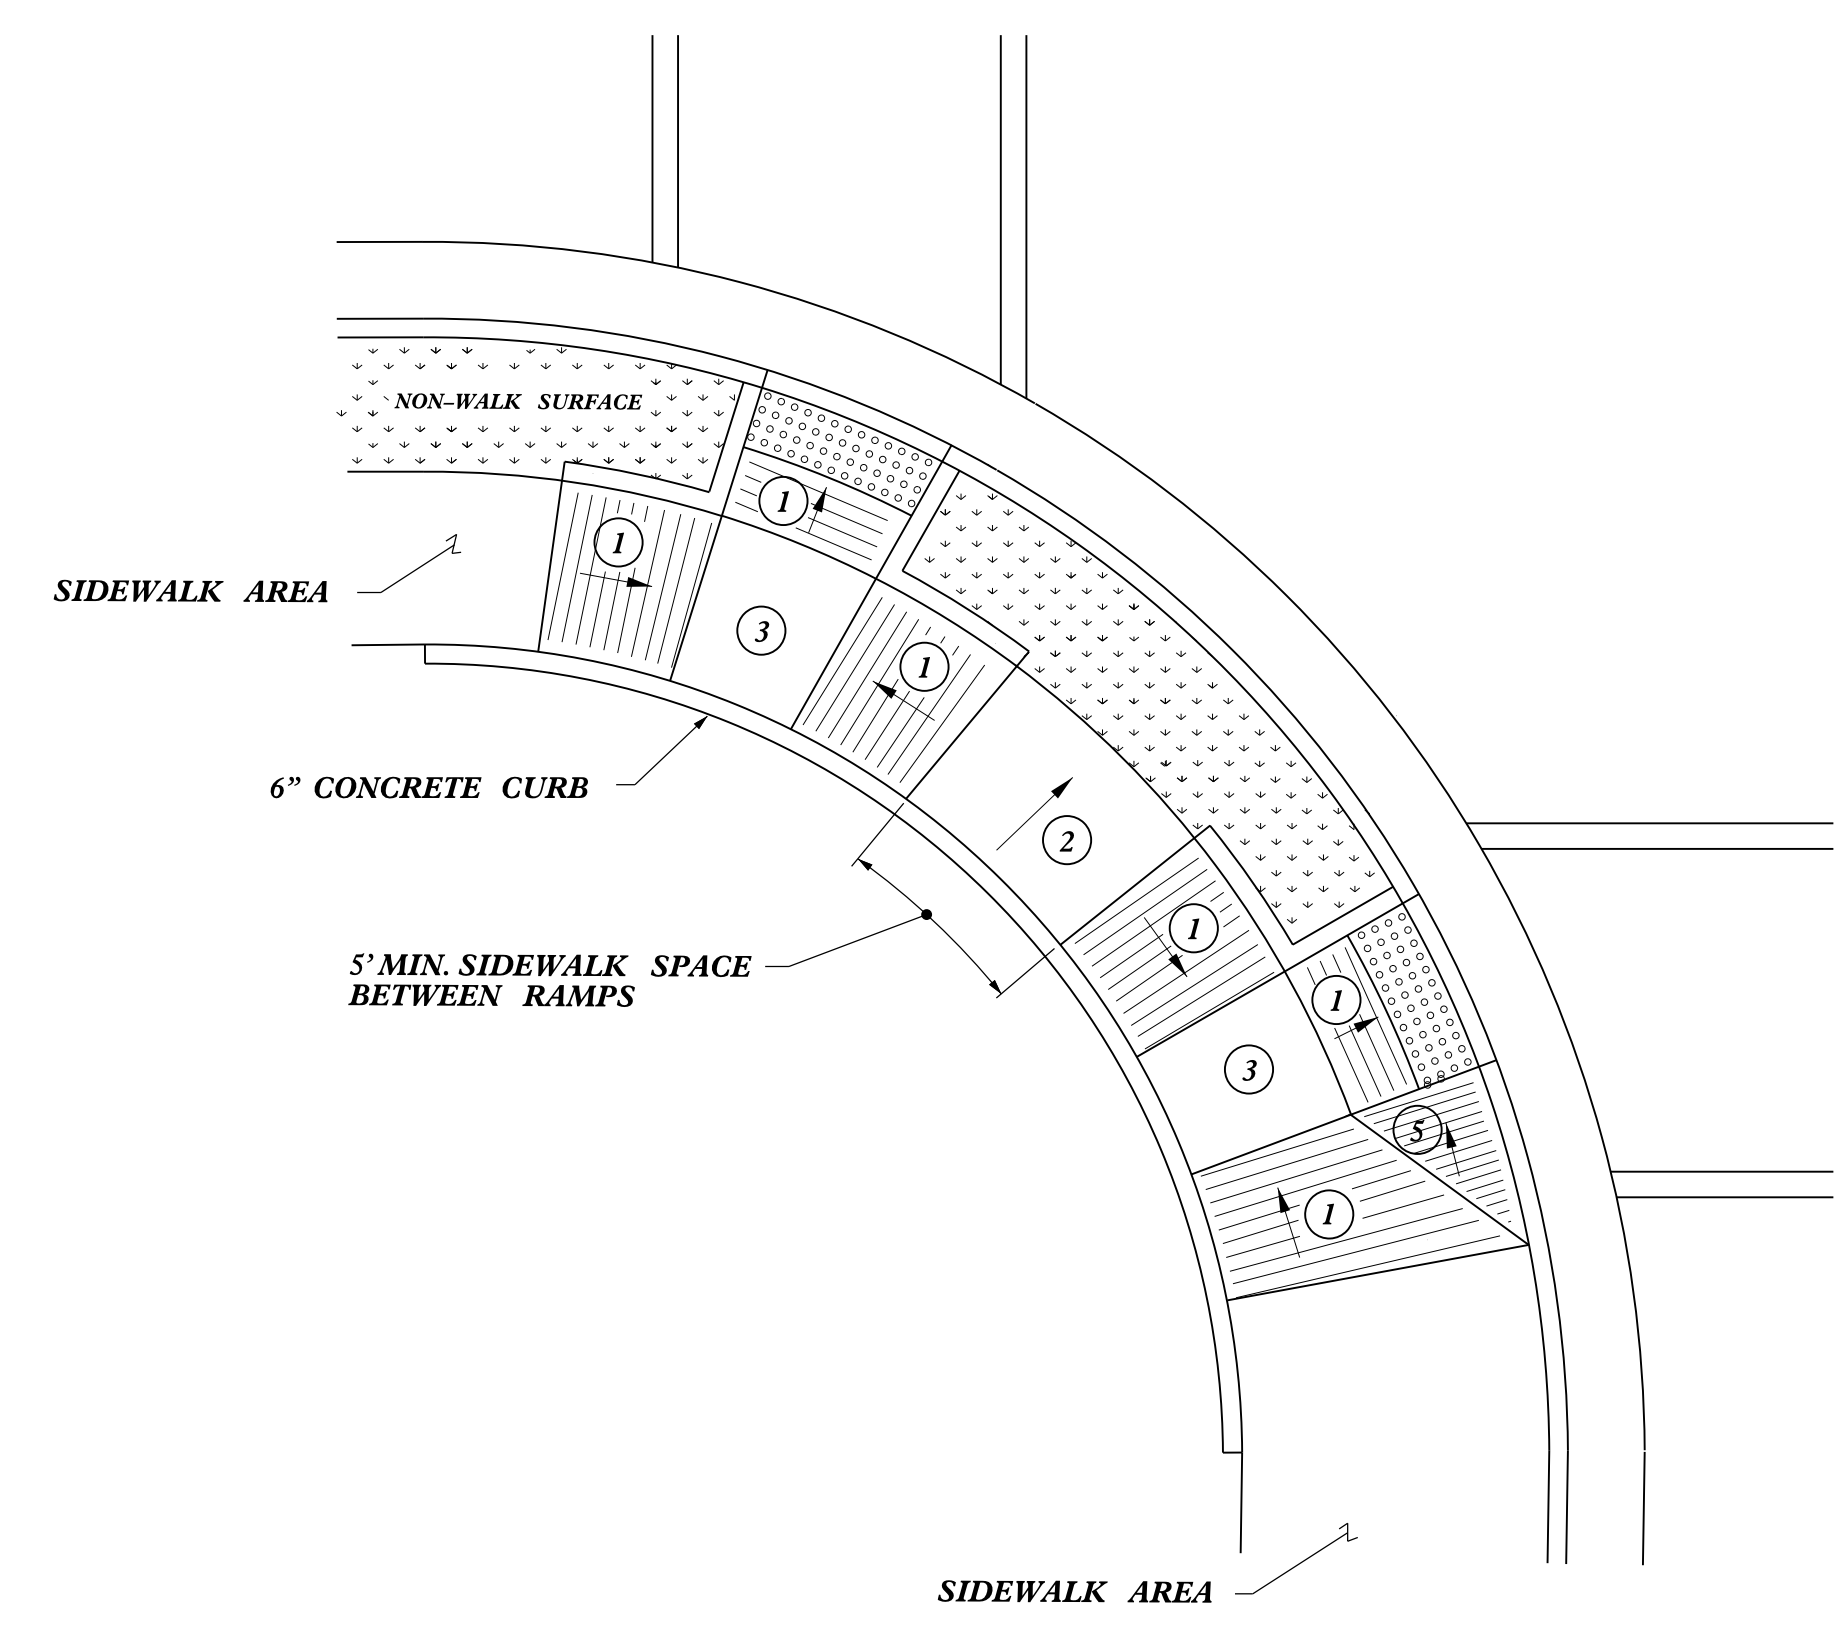 NON–WALK SURFACE
1
1
SIDEWALK AREA
3
1
6” CONCRETE CURB
2
1
5’ MIN. SIDEWALK SPACE
BETWEEN RAMPS
1
3
5
1
SIDEWALK AREA